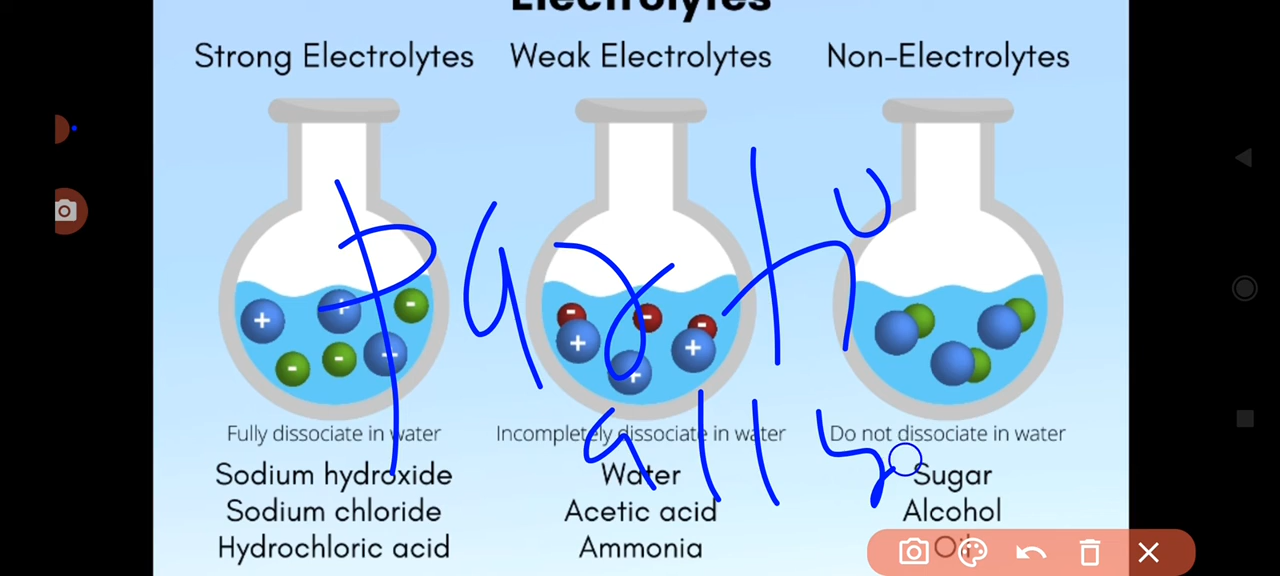 Electrolytes
Strong Electrolytes Weak Electrolytes Non-Electrolytes
Fully dissociate in water Incompletely dissociate in water Do not dissociate in water
Sodium hydroxide Water Sugar
Sodium chloride Acetic acid Alcohol
Hydrochloric acid Ammonia Oil